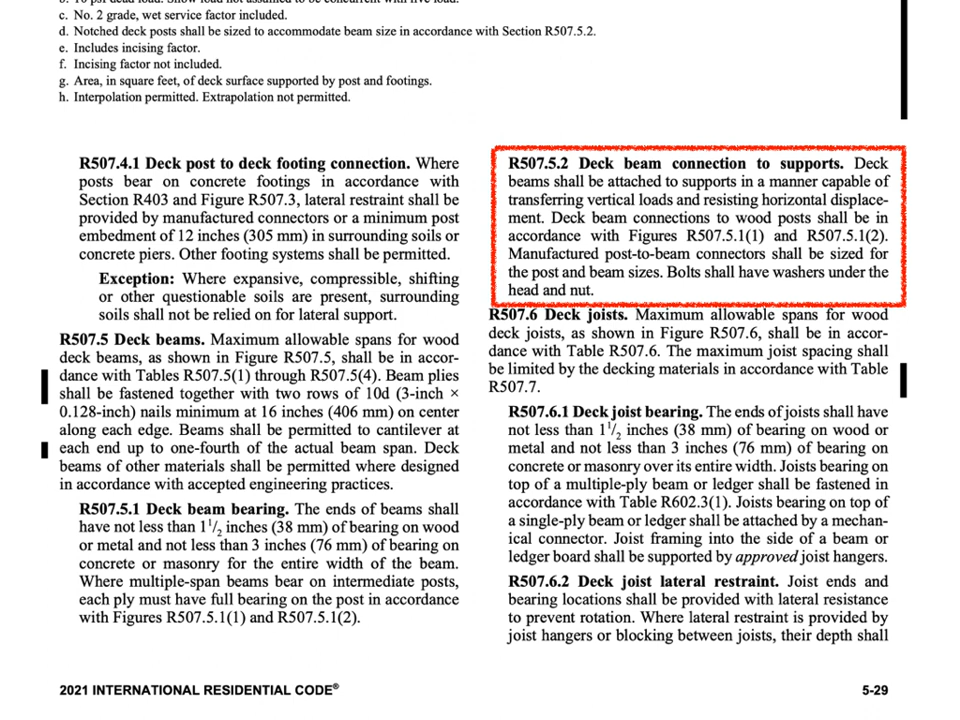 c. No. 2 grade, wet service factor included.
d. Notched deck posts shall be sized to accommodate beam size in accordance with Section R507.5.2.
e. Includes incising factor.
f. Incising factor not included.
g. Area, in square feet, of deck surface supported by post and footings.
h. Interpolation permitted. Extrapolation not permitted.
R507.4.1 Deck post to deck footing connection. Where
posts bear on concrete footings in accordance with
Section R403 and Figure R507.3, lateral restraint shall be
provided by manufactured connectors or a minimum post
embedment of 12 inches (305 mm) in surrounding soils or
concrete piers. Other footing systems shall be permitted.
Exception: Where expansive, compressible, shifting
or other questionable soils are present, surrounding
soils shall not be relied on for lateral support.
R507.5 Deck beams. Maximum allowable spans for wood
deck beams, as shown in Figure R507.5, shall be in accor-
dance with Tables R507.5(1) through R507.5(4). Beam plies
shall be fastened together with two rows of 10d (3-inch ×
0.128-inch) nails minimum at 16 inches (406 mm) on center
along each edge. Beams shall be permitted to cantilever at
each end up to one-fourth of the actual beam span. Deck
beams of other materials shall be permitted where designed
in accordance with accepted engineering practices.
R507.5.1 Deck beam bearing. The ends of beams shall
have not less than 1 1/2 inches (38 mm) of bearing on wood
or metal and not less than 3 inches (76 mm) of bearing on
concrete or masonry for the entire width of the beam.
Where multiple-span beams bear on intermediate posts,
each ply must have full bearing on the post in accordance
with Figures R507.5.1(1) and R507.5.1(2).
R507.5.2 Deck beam connection to supports. Deck
beams shall be attached to supports in a manner capable of
transferring vertical loads and resisting horizontal displace-
ment. Deck beam connections to wood posts shall be in
accordance with Figures R507.5.1(1) and R507.5.1(2).
Manufactured post-to-beam connectors shall be sized for
the post and beam sizes. Bolts shall have washers under the
head and nut.
R507.6 Deck joists. Maximum allowable spans for wood
deck joists, as shown in Figure R507.6, shall be in accor-
dance with Table R507.6. The maximum joist spacing shall
be limited by the decking materials in accordance with Table
R507.7.
R507.6.1 Deck joist bearing. The ends of joists shall have
not less than 1 1/2 inches (38 mm) of bearing on wood or
metal and not less than 3 inches (76 mm) of bearing on
concrete or masonry over its entire width. Joists bearing on
top of a multiple-ply beam or ledger shall be fastened in
accordance with Table R602.3(1). Joists bearing on top of
a single-ply beam or ledger shall be attached by a mechan-
ical connector. Joist framing into the side of a beam or
ledger board shall be supported by approved joist hangers.
R507.6.2 Deck joist lateral restraint. Joist ends and
bearing locations shall be provided with lateral resistance
to prevent rotation. Where lateral restraint is provided by
joist hangers or blocking between joists, their depth shall
2021 INTERNATIONAL RESIDENTIAL CODE®
5-29